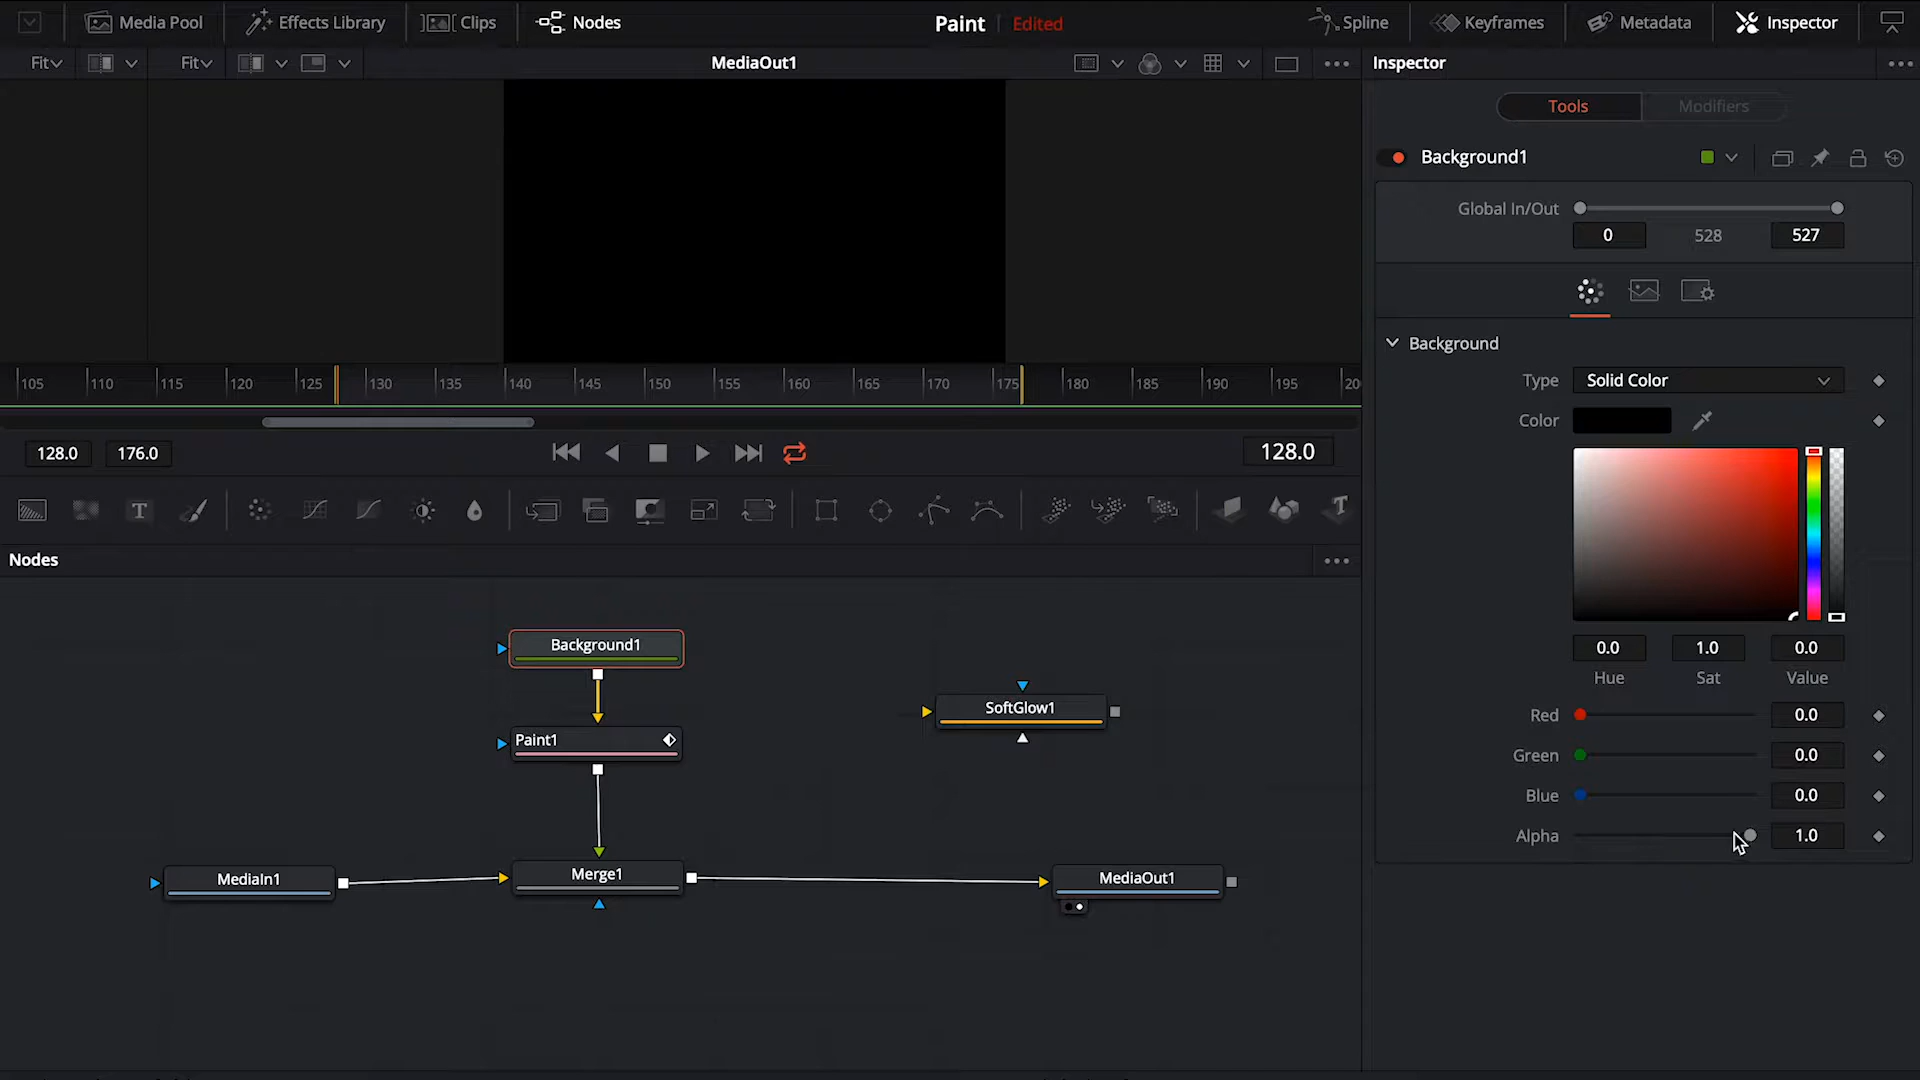 Media Pool Effects Library Clips Nodes Paint Edited Spline Keyframes Metadata Inspector
Fit Fit MediaOut1 Inspector
Tools Modifiers
Background1
Global In/Out
0 528 527
Background
Type Solid Color
Color
105 110 115 120 125 130 135 140 145 150 155 160 165 170 175 180 185 190 195 20
128.0 176.0 128.0
T T
Nodes
0.0 1.0 0.0
Hue Sat Value
Red 0.0
Green 0.0
Blue 0.0
Alpha 1.0
Background1
SoftGlow1
Paint1
MediaIn1 Merge1 MediaOut1